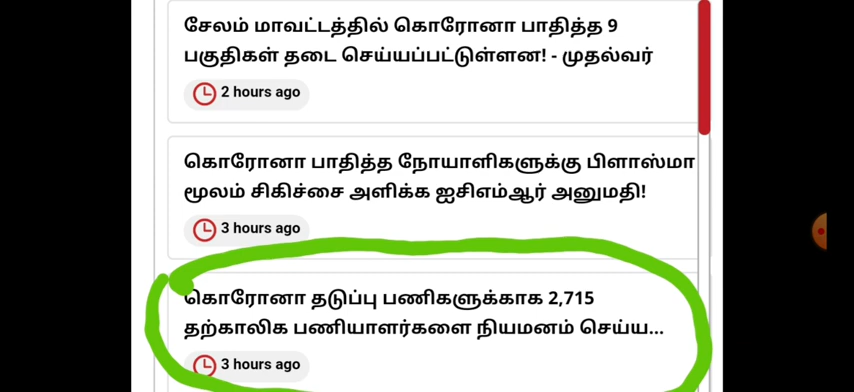 சேலம் மாவட்டத்தில் கொரோனா பாதித்த 9
பகுதிகள் தடை செய்யப்பட்டுள்ளன! - முதல்வர்
2 hours ago
கொரோனா பாதித்த நோயாளிகளுக்கு பிளாஸ்மா
மூலம் சிகிச்சை அளிக்க ஐசிஎம்ஆர் அனுமதி!
3 hours ago
கொரோனா தடுப்பு பணிகளுக்காக 2,715
தற்காலிக பணியாளர்களை நியமனம் செய்ய...
3 hours ago